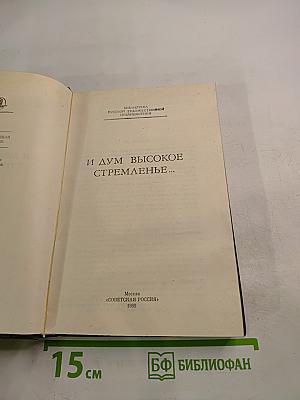 БИБЛИОТЕКА
РУССКОЙ ХУДОЖЕСТВЕННОЙ
ПУБЛИЦИСТИКИ
И ДУМ ВЫСОКОЕ
СТРЕМЛЕНЬЕ...
Москва
«СОВЕТСКАЯ РОССИЯ»
15 см
БФ БИБЛИОФАН